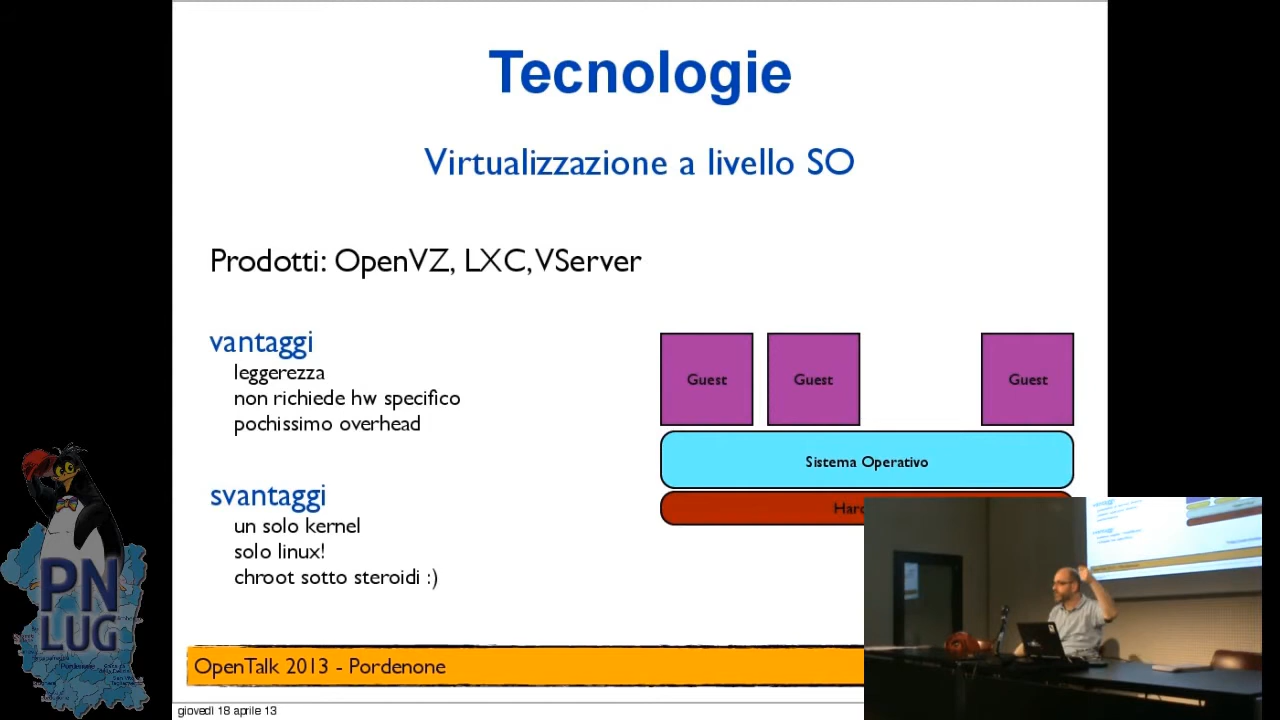 Tecnologie
Virtualizzazione a livello SO
Prodotti: OpenVZ, LXC, VServer
vantaggi
leggerezza
non richiede hw specifico
pochissimo overhead
svantaggi
un solo kernel
solo linux!
chroot sotto steroidi :)
Guest
Guest
Guest
Sistema Operativo
PN
LUG
OpenTalk 2013 - Pordenone
giovedì 18 aprile 13